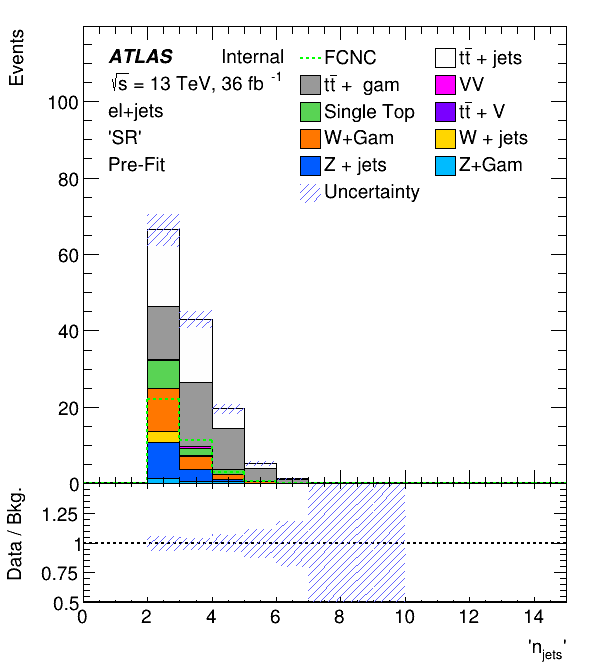 Events
ATLAS Internal
√s = 13 TeV, 36 fb⁻¹
el+jets
'SR'
Pre-Fit
FCNC
tt̄ + jets
tt̄ + gam
VV
Single Top
tt̄ + V
W+Gam
W + jets
Z + jets
Z+Gam
Uncertainty
100
80
60
40
20
0
Data / Bkg.
1.25
1
0.75
0.5
0 2 4 6 8 10 12 14
'n_jets'